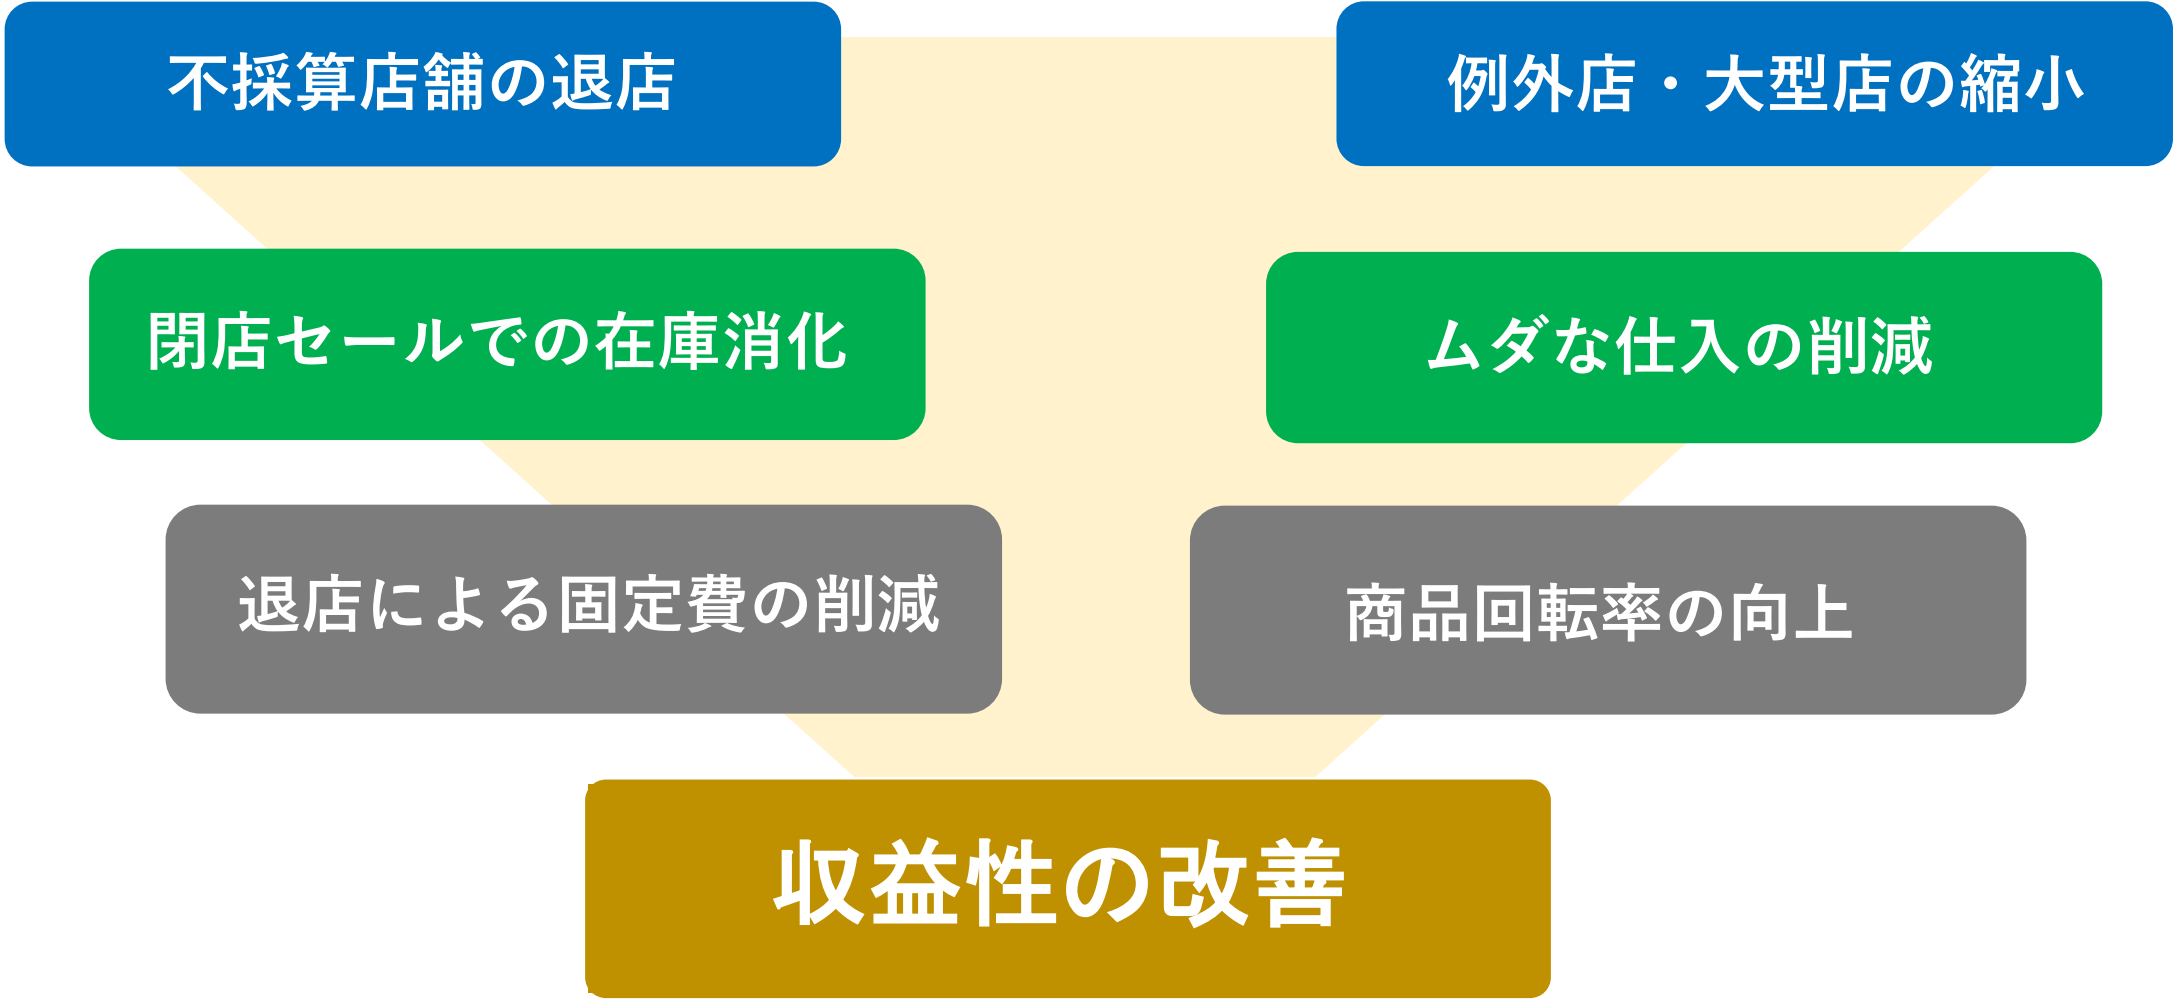 不採算店舗の退店
例外店・大型店の縮小
閉店セールでの在庫消化
ムダな仕入の削減
退店による固定費の削減
商品回転率の向上
収益性の改善